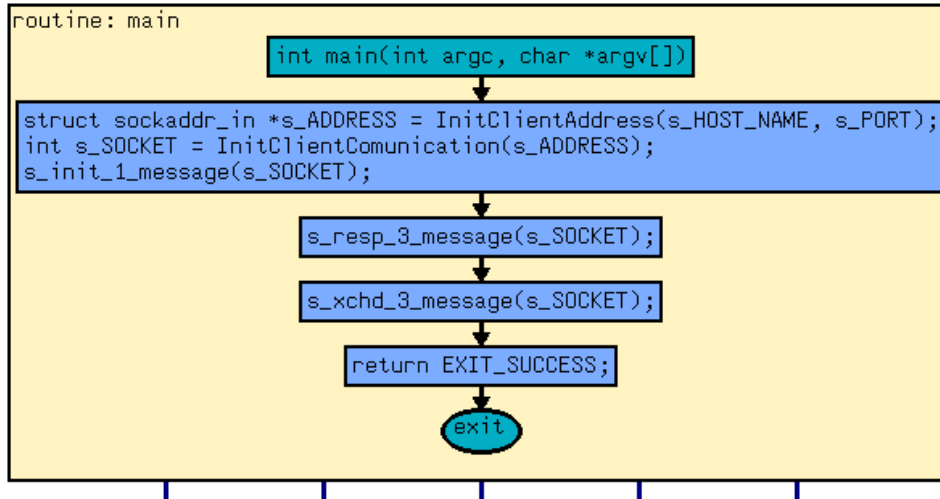 routine: main
int main(int argc, char *argv[])
struct sockaddr_in *s_ADDRESS = InitClientAddress(s_HOST_NAME, s_PORT);
int s_SOCKET = InitClientComunication(s_ADDRESS);
s_init_1_message(s_SOCKET);
s_resp_3_message(s_SOCKET);
s_xchd_3_message(s_SOCKET);
return EXIT_SUCCESS;
exit